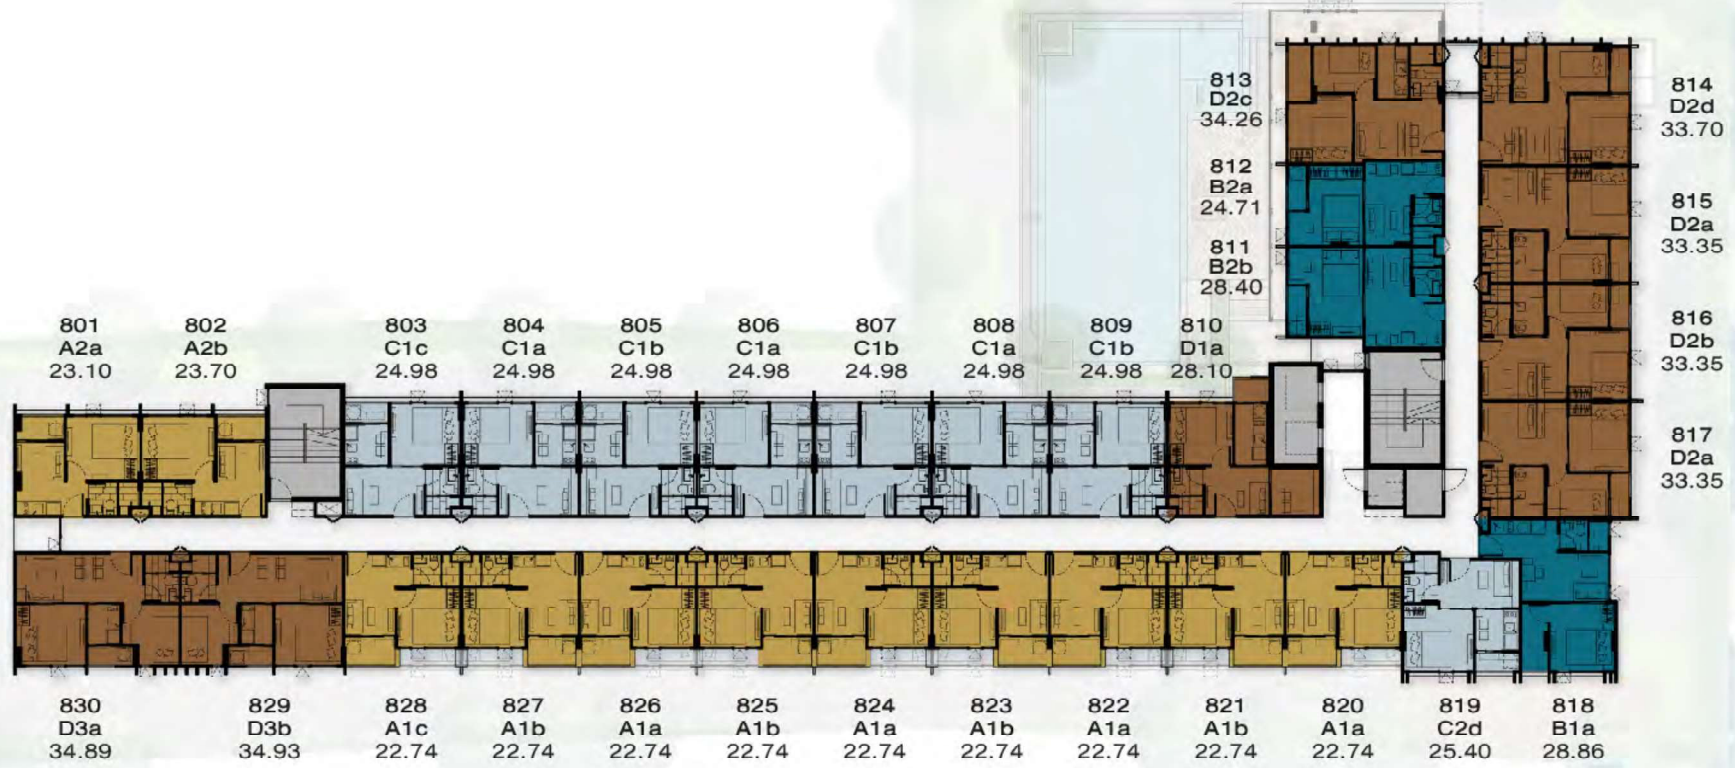 813
D2c
34.26
814
D2d
33.70
812
B2a
24.71
815
D2a
33.35
811
B2b
28.40
816
D2b
33.35
801
A2a
23.10
802
A2b
23.70
803
C1c
24.98
804
C1a
24.98
805
C1b
24.98
806
C1a
24.98
807
C1b
24.98
808
C1a
24.98
809
C1b
24.98
810
D1a
28.10
817
D2a
33.35
830
D3a
34.89
829
D3b
34.93
828
A1c
22.74
827
A1b
22.74
826
A1a
22.74
825
A1b
22.74
824
A1a
22.74
823
A1b
22.74
822
A1a
22.74
821
A1b
22.74
820
A1a
22.74
819
C2d
25.40
818
B1a
28.86